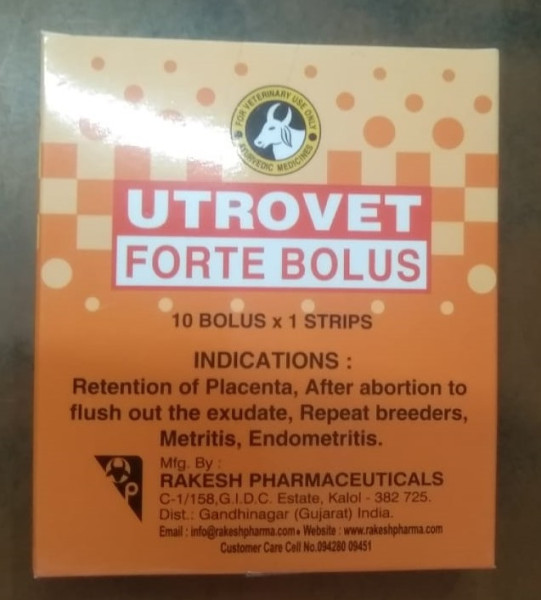 FOR VETERINARY USE ONLY
AYURVEDIC MEDICINES
UTROVET
FORTE BOLUS
10 BOLUS x 1 STRIPS
INDICATIONS :
Retention of Placenta, After abortion to
flush out the exudate, Repeat breeders,
Metritis, Endometritis.
Mfg. By :
RAKESH PHARMACEUTICALS
C-1/158,G.I.D.C. Estate, Kalol - 382 725.
Dist.: Gandhinagar (Gujarat) India.
Email : info@rakeshpharma.com• Website : www.rakeshpharma.com
Customer Care Cell No.094280 09451